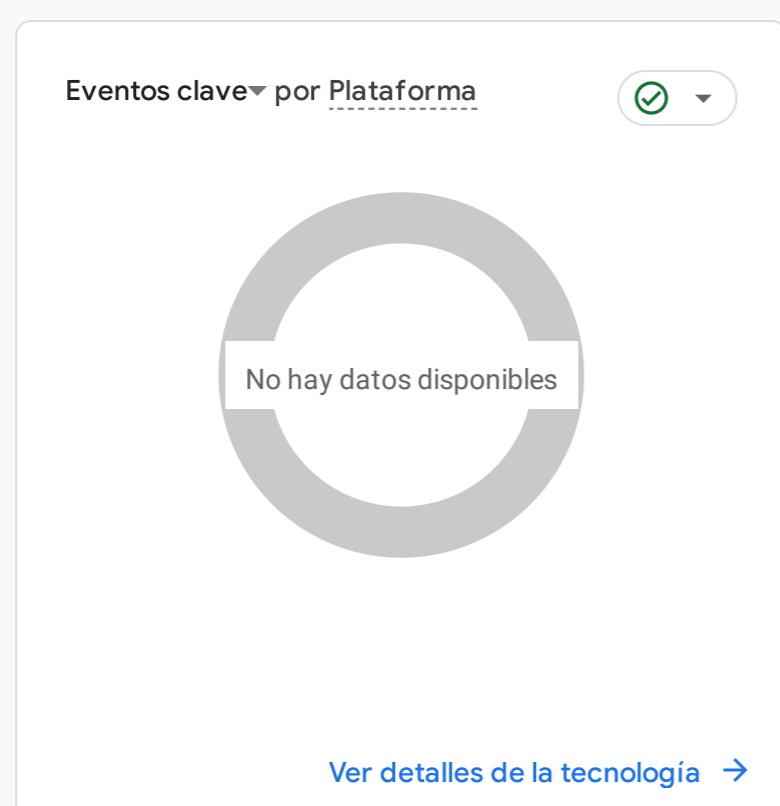 Eventos clave por Plataforma
No hay datos disponibles
Ver detalles de la tecnología